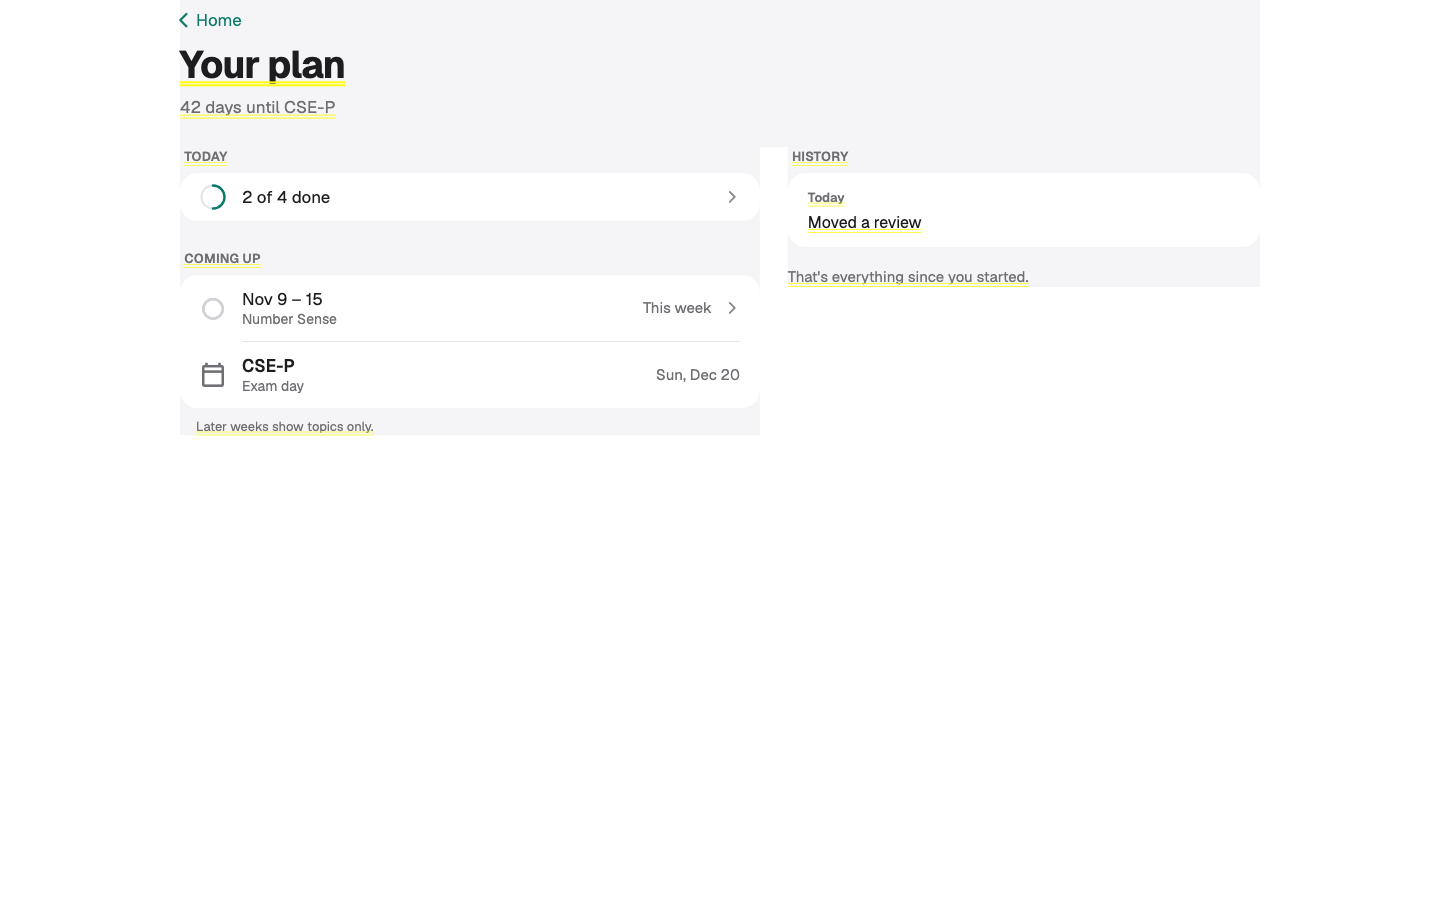 Home
Your plan
42 days until CSE-P
TODAY
2 of 4 done
COMING UP
Nov 9 – 15
Number Sense
This week
CSE-P
Exam day
Sun, Dec 20
Later weeks show topics only.
HISTORY
Today
Moved a review
That's everything since you started.